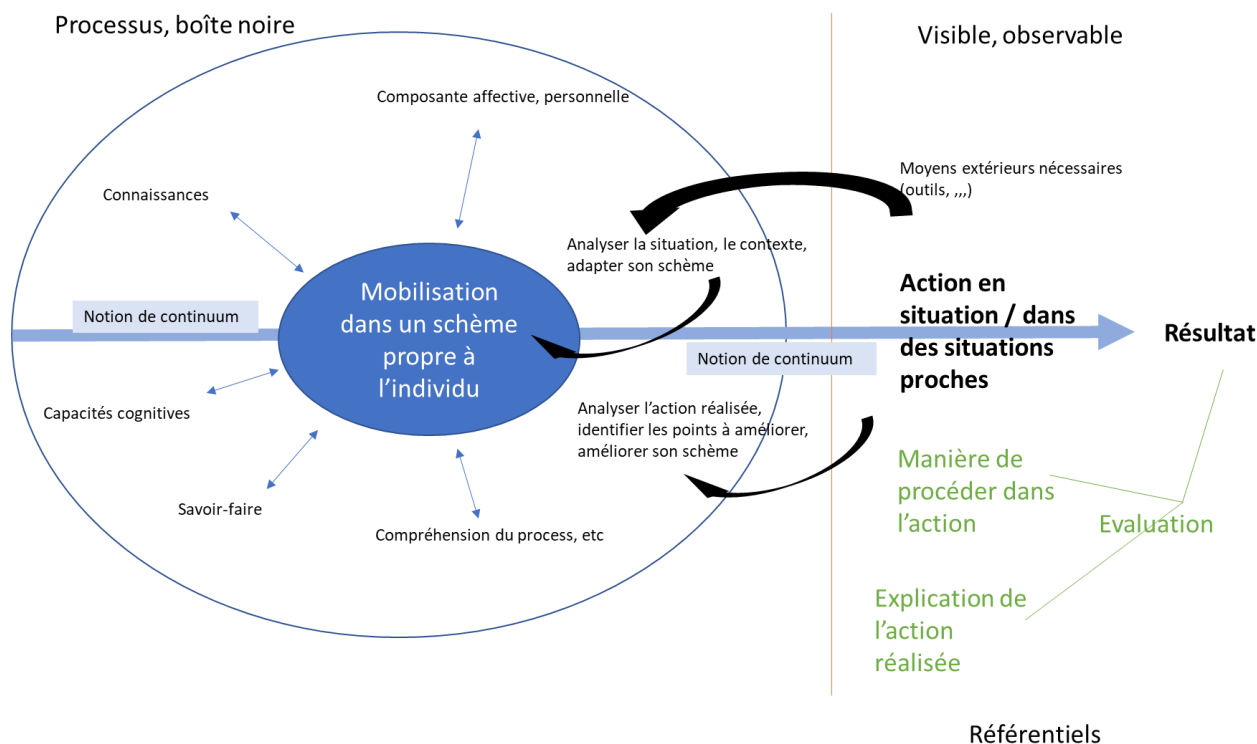 Processus, boîte noire
Visible, observable
Composante affective, personnelle
Moyens extérieurs nécessaires
(outils, ,,,)
Connaissances
Analyser la situation, le contexte,
adapter son schème
Mobilisation
dans un schème
propre à
l’individu
Notion de continuum
Notion de continuum
Action en
situation / dans
des situations
proches
Résultat
Capacités cognitives
Analyser l’action réalisée,
identifier les points à améliorer,
améliorer son schème
Savoir-faire
Compréhension du process, etc
Manière de
procéder dans
l’action
Evaluation
Explication de
l’action
réalisée
Référentiels